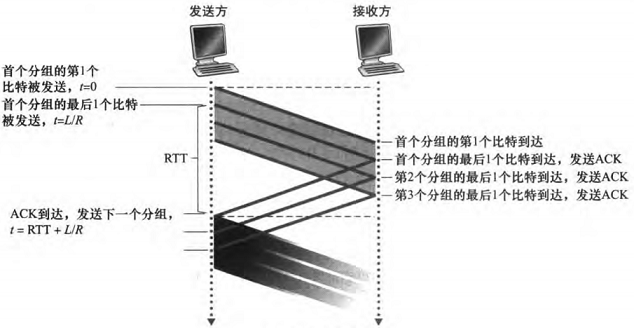 发送方
接收方
首个分组的第1个
比特被发送，t=0
首个分组的最后1个比特
被发送，t=L/R
RTT
ACK到达，发送下一个分组，
t = RTT + L/R
首个分组的第1个比特到达
首个分组的最后1个比特到达，发送ACK
第2个分组的最后1个比特到达，发送ACK
第3个分组的最后1个比特到达，发送ACK